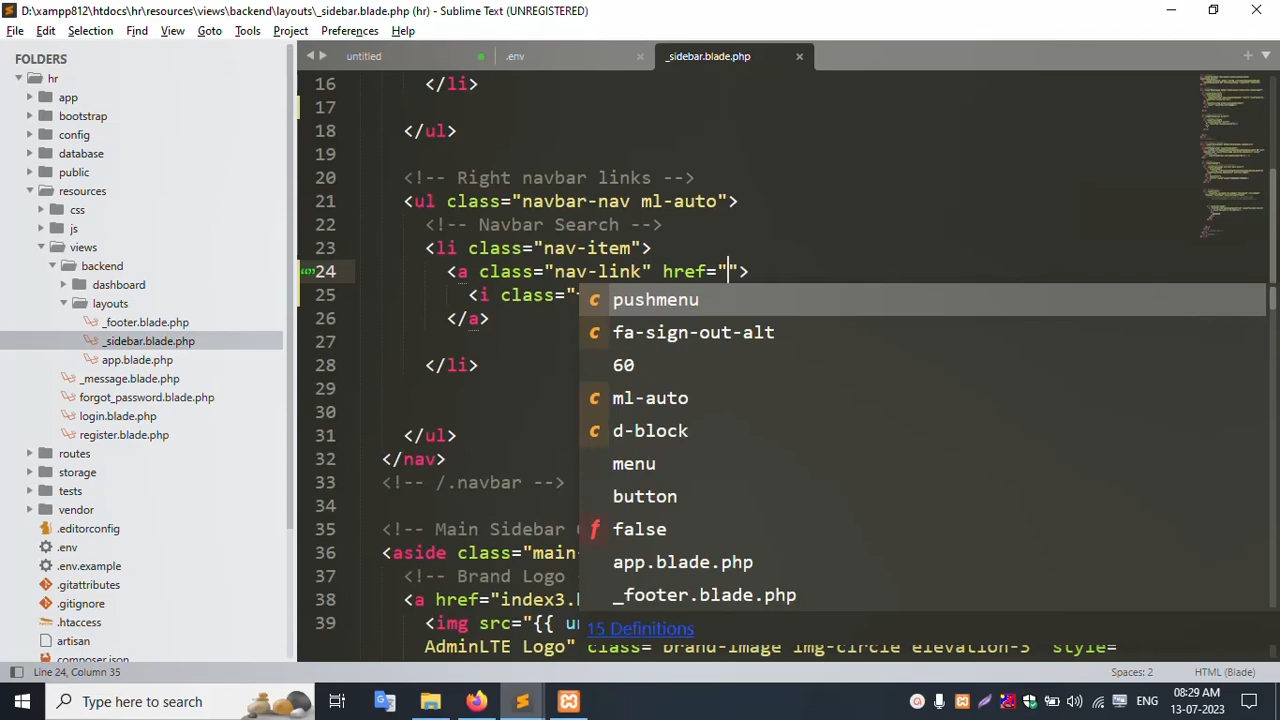 D:\xampp812\htdocs\hr\resources\views\backend\layouts\_sidebar.blade.php (hr) - Sublime Text (UNREGISTERED)
File Edit Selection Find View Goto Tools Project Preferences Help
FOLDERS
hr
app
bootstrap
config
database
public
resources
css
js
views
backend
dashboard
layouts
_footer.blade.php
_sidebar.blade.php
app.blade.php
_message.blade.php
forgot_password.blade.php
login.blade.php
register.blade.php
routes
storage
tests
vendor
.editorconfig
.env
.env.example
.gitattributes
.gitignore
.htaccess
artisan
composer.json
untitled .env _sidebar.blade.php
16 </li>
17
18 </ul>
19
20 <!-- Right navbar links -->
21 <ul class="navbar-nav ml-auto">
22 <!-- Navbar Search -->
23 <li class="nav-item">
24 <a class="nav-link" href="">
25 <i class="
26 </a>
27
28 </li>
29
30
31 </ul>
32 </nav>
33 <!-- /.navbar -->
34
35 <!-- Main Sidebar
36 <aside class="main-
37 <!-- Brand Logo
38 <a href="index3.
39 <img src="{{ u
AdminLTE Logo" class="brand-image img-circle elevation-3" style=
pushmenu
fa-sign-out-alt
60
ml-auto
d-block
menu
button
false
app.blade.php
_footer.blade.php
15 Definitions
Line 24, Column 35 Spaces: 2 HTML (Blade)
Type here to search
ENG
08:29 AM
13-07-2023